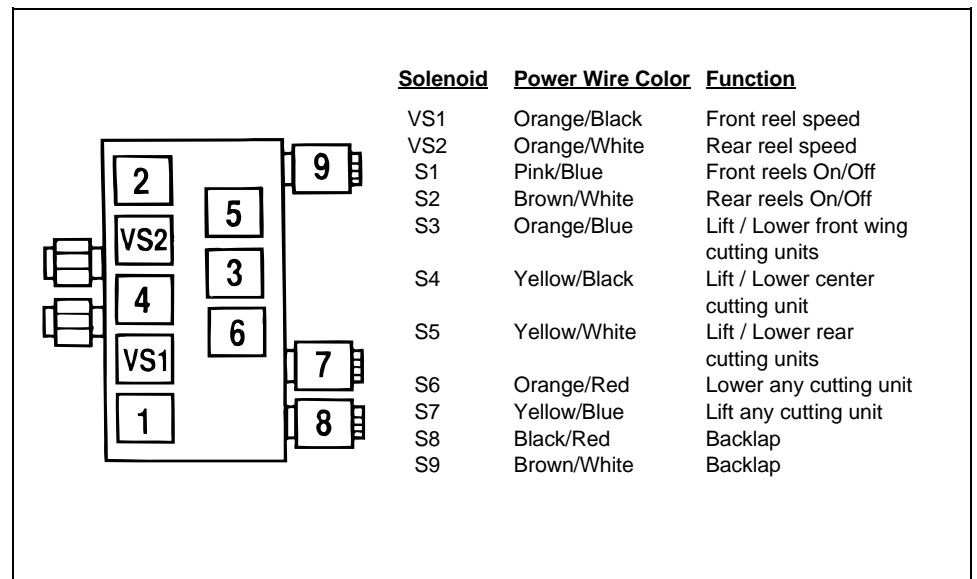 Solenoid Power Wire Color Function
VS1 Orange/Black Front reel speed
VS2 Orange/White Rear reel speed
S1 Pink/Blue Front reels On/Off
S2 Brown/White Rear reels On/Off
S3 Orange/Blue Lift / Lower front wing
cutting units
S4 Yellow/Black Lift / Lower center
cutting unit
S5 Yellow/White Lift / Lower rear
cutting units
S6 Orange/Red Lower any cutting unit
S7 Yellow/Blue Lift any cutting unit
S8 Black/Red Backlap
S9 Brown/White Backlap
2
9
5
VS2
3
4
6
VS1
7
1
8